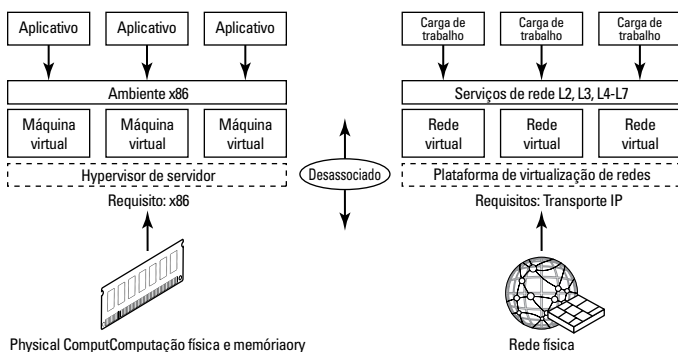 Aplicativo Aplicativo Aplicativo
Ambiente x86
Máquina virtual Máquina virtual Máquina virtual
Hypervisor de servidor
Requisito: x86
Physical ComputComputação física e memóriaory
Desassociado
Carga de trabalho Carga de trabalho Carga de trabalho
Serviços de rede L2, L3, L4-L7
Rede virtual Rede virtual Rede virtual
Plataforma de virtualização de redes
Requisitos: Transporte IP
Rede física